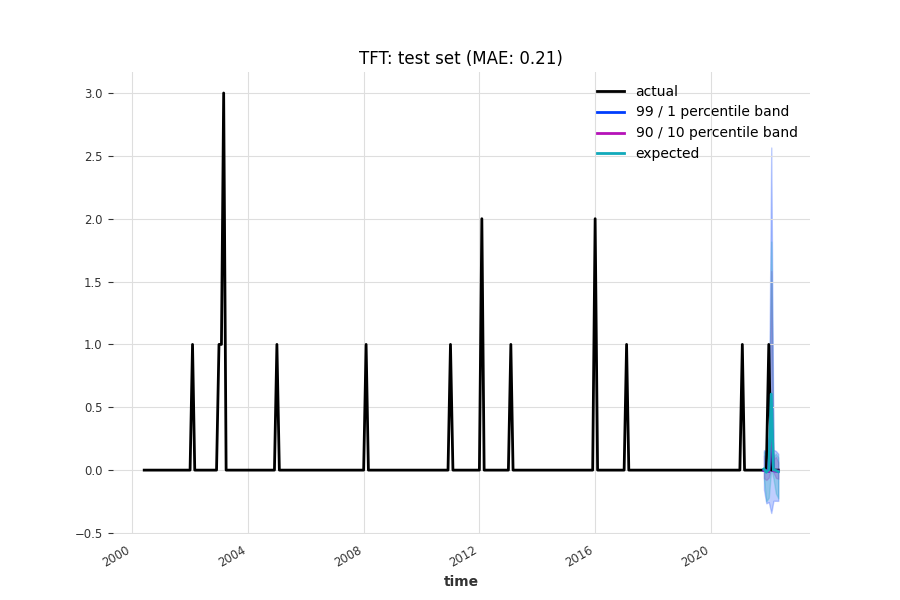 TFT: test set (MAE: 0.21)
actual
99 / 1 percentile band
90 / 10 percentile band
expected
3.0
2.5
2.0
1.5
1.0
0.5
0.0
−0.5
2000
2004
2008
2012
2016
2020
time